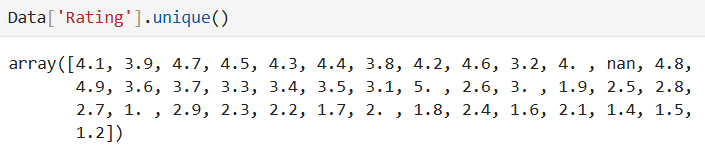 Data['Rating'].unique()
array([4.1, 3.9, 4.7, 4.5, 4.3, 4.4, 3.8, 4.2, 4.6, 3.2, 4. , nan, 4.8,
4.9, 3.6, 3.7, 3.3, 3.4, 3.5, 3.1, 5. , 2.6, 3. , 1.9, 2.5, 2.8,
2.7, 1. , 2.9, 2.3, 2.2, 1.7, 2. , 1.8, 2.4, 1.6, 2.1, 1.4, 1.5,
1.2])